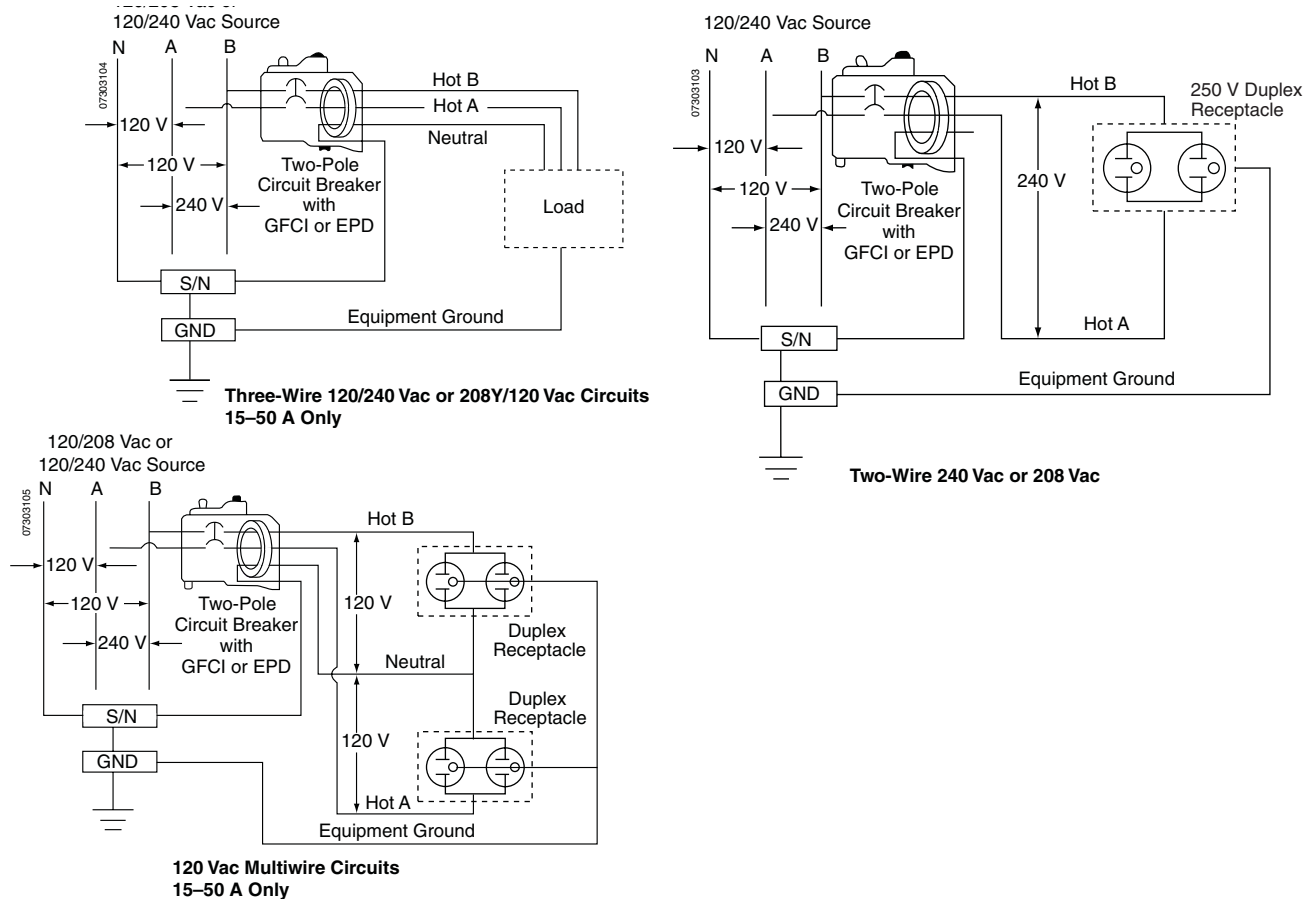 120/240 Vac Source
N A B
07303104
Hot B
Hot A
Neutral
120 V
120 V
240 V
Two-Pole
Circuit Breaker
with
GFCI or EPD
Load
S/N
Equipment Ground
GND
Three-Wire 120/240 Vac or 208Y/120 Vac Circuits
15–50 A Only
120/240 Vac Source
N A B
07303103
Hot B
250 V Duplex
Receptacle
120 V
120 V
240 V
240 V
Two-Pole
Circuit Breaker
with
GFCI or EPD
Hot A
S/N
Equipment Ground
GND
Two-Wire 240 Vac or 208 Vac
120/208 Vac or
120/240 Vac Source
N A B
07303105
Hot B
120 V
120 V
240 V
Two-Pole
Circuit Breaker
with
GFCI or EPD
120 V
Duplex
Receptacle
Neutral
Duplex
Receptacle
S/N
120 V
GND
Hot A
Equipment Ground
120 Vac Multiwire Circuits
15–50 A Only